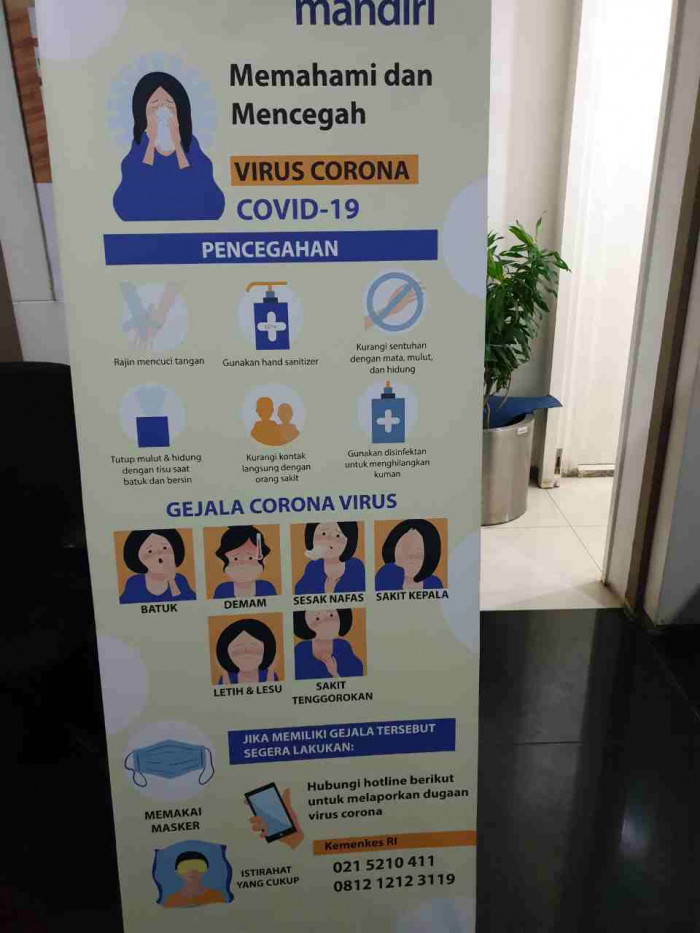 mandiri
Memahami dan
Mencegah
VIRUS CORONA
COVID-19
PENCEGAHAN
Rajin mencuci tangan
Gunakan hand sanitizer
Kurangi sentuhan
dengan mata, mulut,
dan hidung
Tutup mulut & hidung
dengan tisu saat
batuk dan bersin
Kurangi kontak
langsung dengan
orang sakit
Gunakan disinfektan
untuk menghilangkan
kuman
GEJALA CORONA VIRUS
BATUK
DEMAM
SESAK NAFAS
SAKIT KEPALA
LETIH & LESU
SAKIT
TENGGOROKAN
JIKA MEMILIKI GEJALA TERSEBUT
SEGERA LAKUKAN:
MEMAKAI
MASKER
Hubungi hotline berikut
untuk melaporkan dugaan
virus corona
ISTIRAHAT
YANG CUKUP
Kemenkes RI
021 5210 411
0812 1212 3119